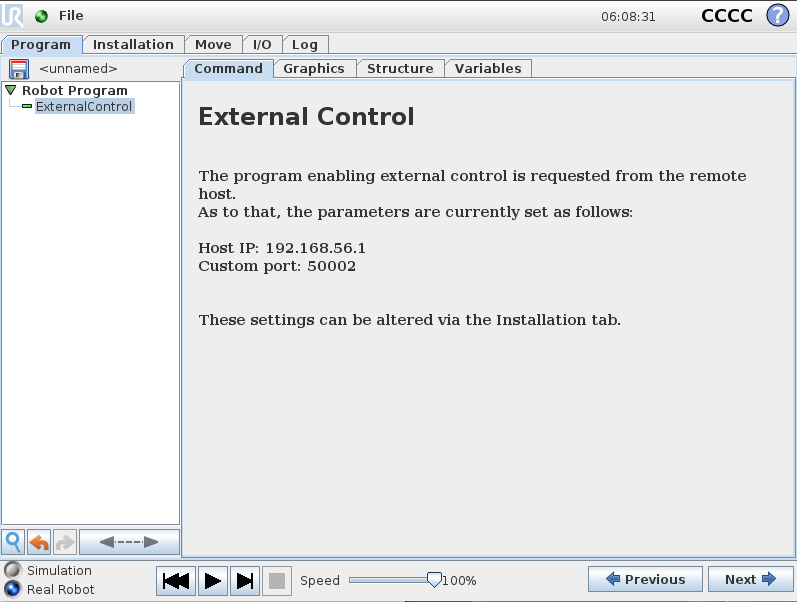 UR File 06:08:31 CCCC ?
Program Installation Move I/O Log
<unnamed> Command Graphics Structure Variables
Robot Program
ExternalControl
External Control
The program enabling external control is requested from the remote
host.
As to that, the parameters are currently set as follows:
Host IP: 192.168.56.1
Custom port: 50002
These settings can be altered via the Installation tab.
Simulation
Real Robot
Speed 100% Previous Next